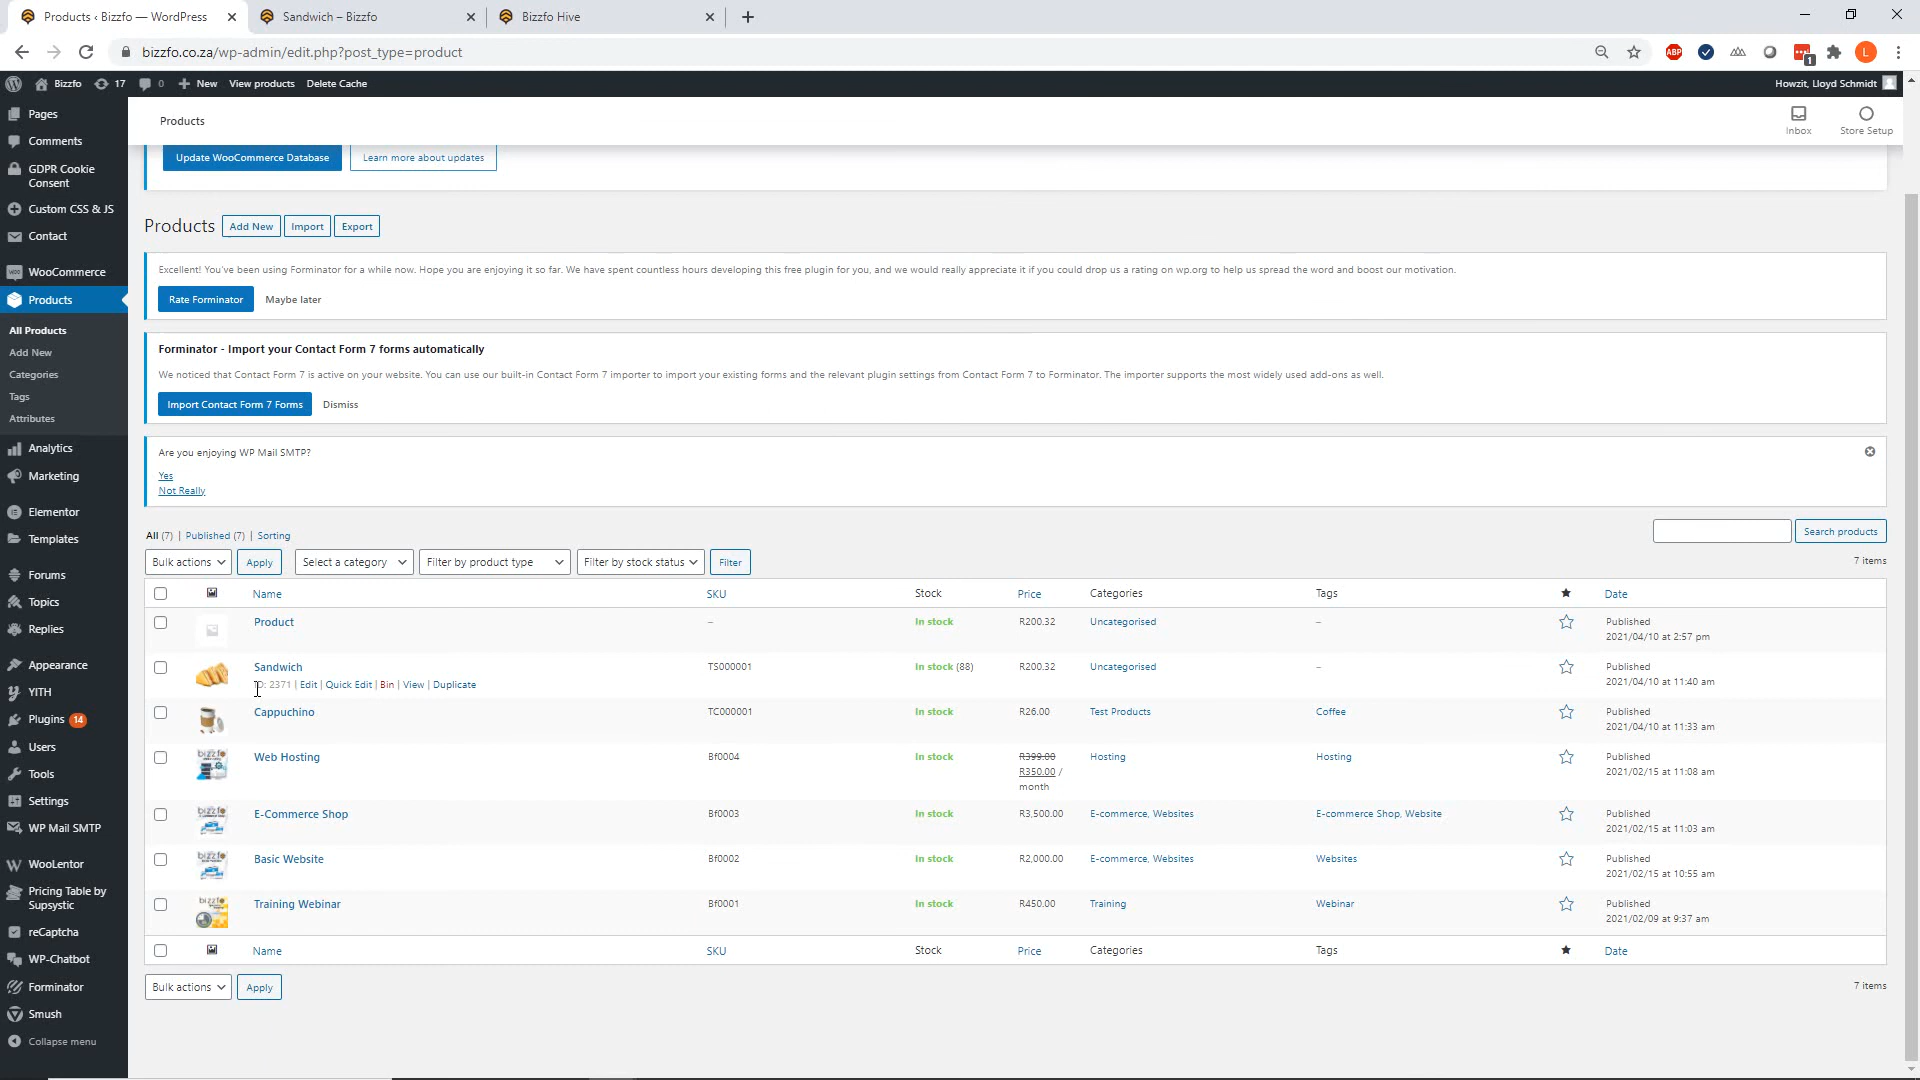 Products ‹ Bizzfo — WordPress
Sandwich – Bizzfo
Bizzfo Hive
bizzfo.co.za/wp-admin/edit.php?post_type=product
ABP
1
L
Bizzfo
17
0
New
View products
Delete Cache
Howzit, Lloyd Schmidt
Pages
Comments
GDPR Cookie
Consent
Custom CSS & JS
Contact
WooCommerce
Products
All Products
Add New
Categories
Tags
Attributes
Analytics
Marketing
Elementor
Templates
Forums
Topics
Replies
Appearance
YITH
Plugins 14
Users
Tools
Settings
WP Mail SMTP
WooLentor
Pricing Table by
Supsystic
reCaptcha
WP-Chatbot
Forminator
Smush
Collapse menu
Products
Inbox
Store Setup
Update WooCommerce Database
Learn more about updates
Products Add New Import Export
Excellent! You've been using Forminator for a while now. Hope you are enjoying it so far. We have spent countless hours developing this free plugin for you, and we would really appreciate it if you could drop us a rating on wp.org to help us spread the word and boost our motivation.
Rate Forminator Maybe later
Forminator - Import your Contact Form 7 forms automatically
We noticed that Contact Form 7 is active on your website. You can use our built-in Contact Form 7 importer to import your existing forms and the relevant plugin settings from Contact Form 7 to Forminator. The importer supports the most widely used add-ons as well.
Import Contact Form 7 Forms Dismiss
Are you enjoying WP Mail SMTP?
Yes
Not Really
All (7) | Published (7) | Sorting
Search products
Bulk actions Apply Select a category Filter by product type Filter by stock status Filter
7 items
Name SKU Stock Price Categories Tags Date
Product – In stock R200.32 Uncategorised – Published
2021/04/10 at 2:57 pm
Sandwich TS000001 In stock (88) R200.32 Uncategorised – Published
ID: 2371 | Edit | Quick Edit | Bin | View | Duplicate 2021/04/10 at 11:40 am
Cappuchino TC000001 In stock R26.00 Test Products Coffee Published
2021/04/10 at 11:33 am
Web Hosting Bf0004 In stock R399.00 Hosting Hosting Published
R350.00 / 2021/02/15 at 11:08 am
month
E-Commerce Shop Bf0003 In stock R3,500.00 E-commerce, Websites E-commerce Shop, Website Published
2021/02/15 at 11:03 am
Basic Website Bf0002 In stock R2,000.00 E-commerce, Websites Websites Published
2021/02/15 at 10:55 am
Training Webinar Bf0001 In stock R450.00 Training Webinar Published
2021/02/09 at 9:37 am
Name SKU Stock Price Categories Tags Date
Bulk actions Apply
7 items